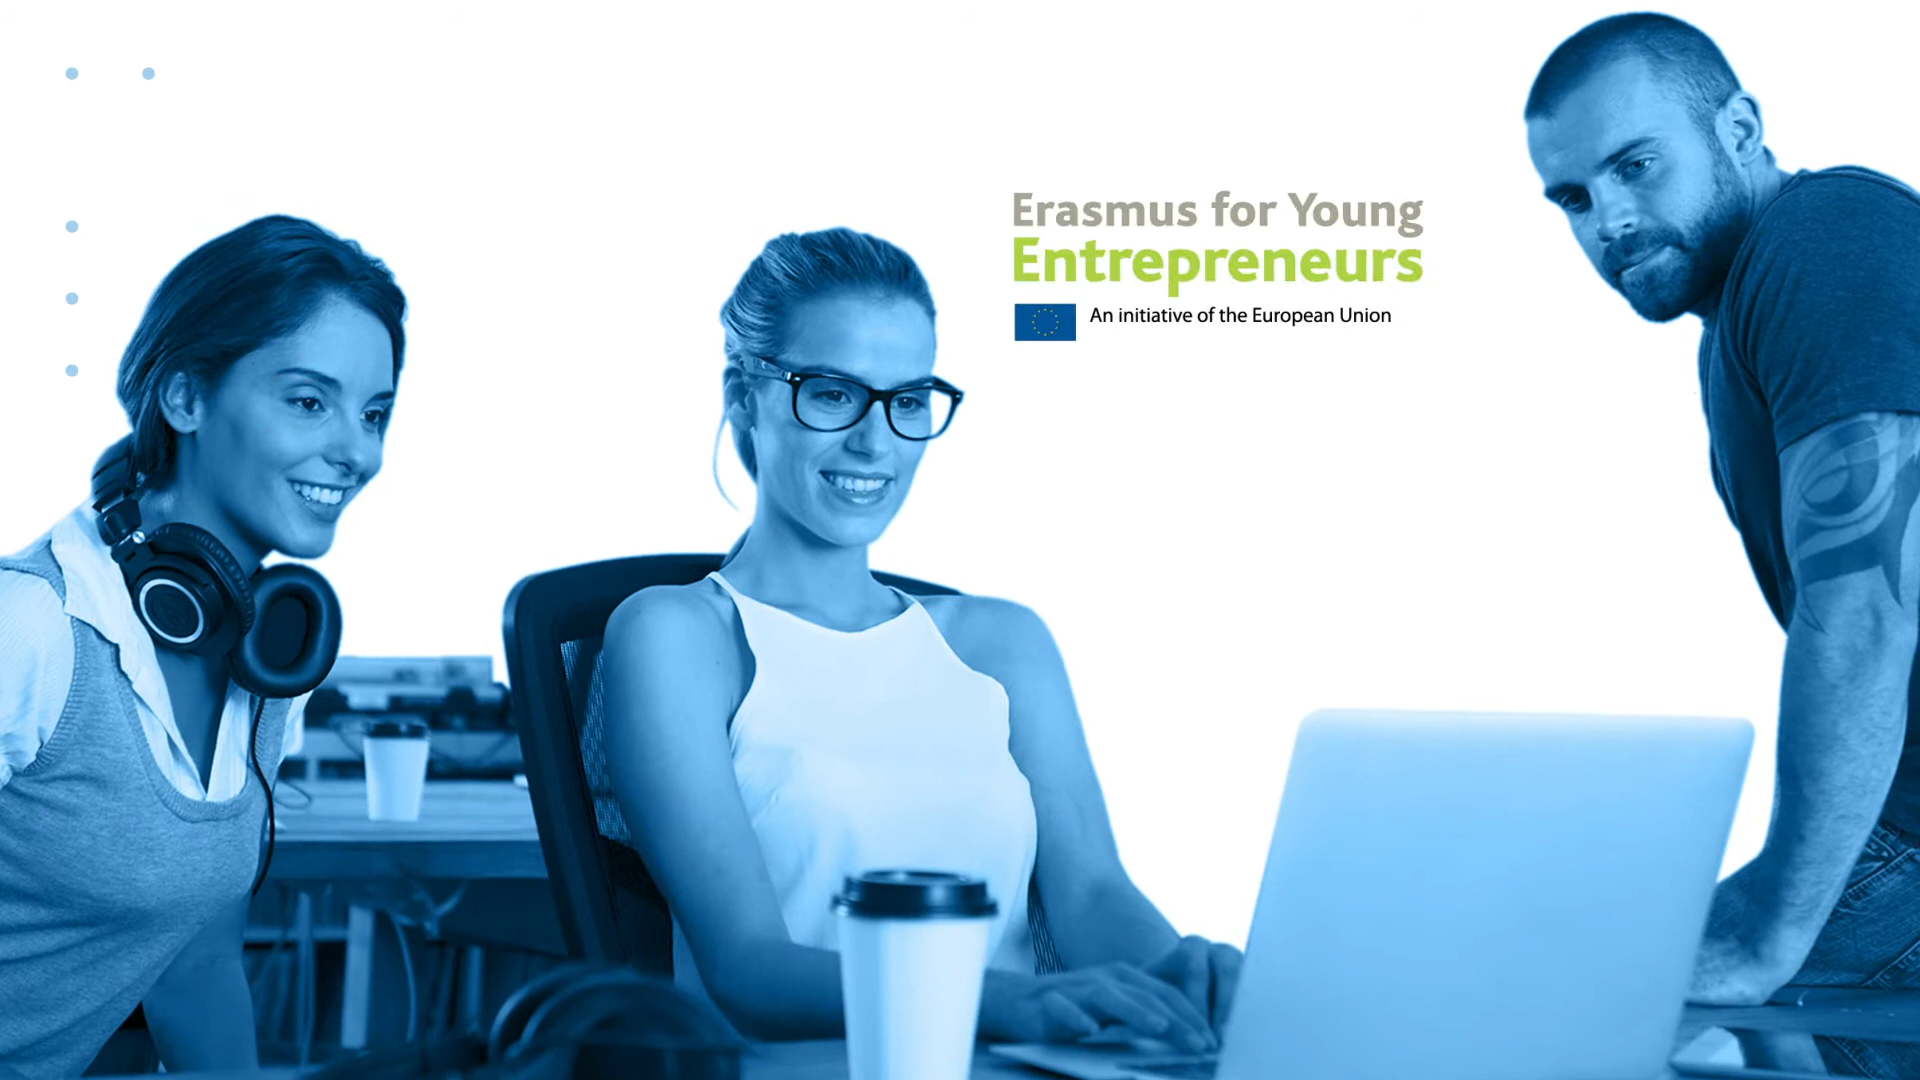 Erasmus for Young
Entrepreneurs
An initiative of the European Union